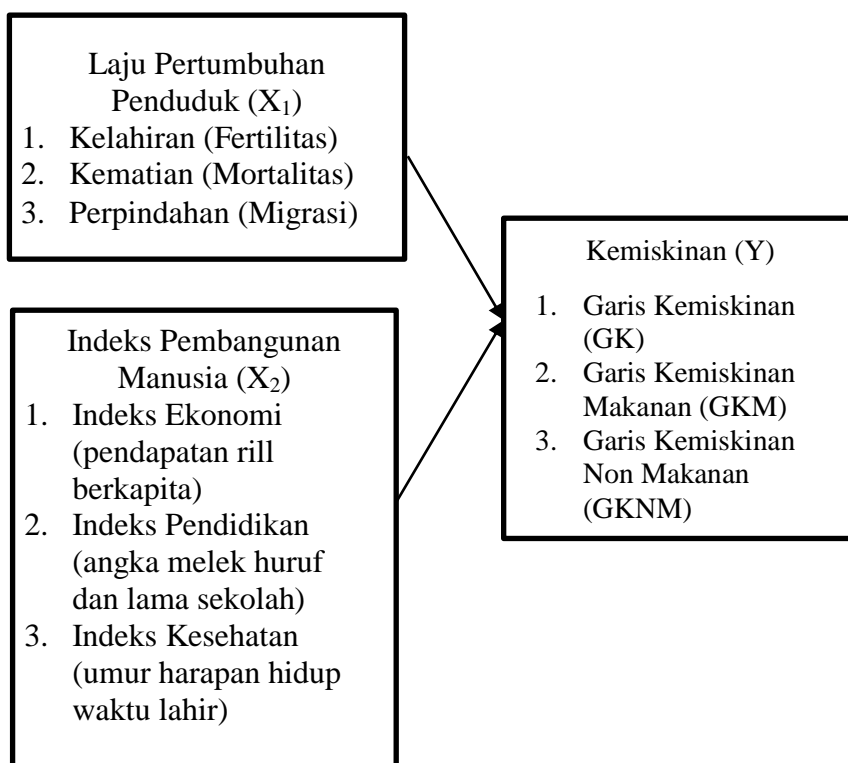 Laju Pertumbuhan
Penduduk (X₁)
1. Kelahiran (Fertilitas)
2. Kematian (Mortalitas)
3. Perpindahan (Migrasi)
Indeks Pembangunan
Manusia (X₂)
1. Indeks Ekonomi
(pendapatan rill
berkapita)
2. Indeks Pendidikan
(angka melek huruf
dan lama sekolah)
3. Indeks Kesehatan
(umur harapan hidup
waktu lahir)
Kemiskinan (Y)
1. Garis Kemiskinan
(GK)
2. Garis Kemiskinan
Makanan (GKM)
3. Garis Kemiskinan
Non Makanan
(GKNM)